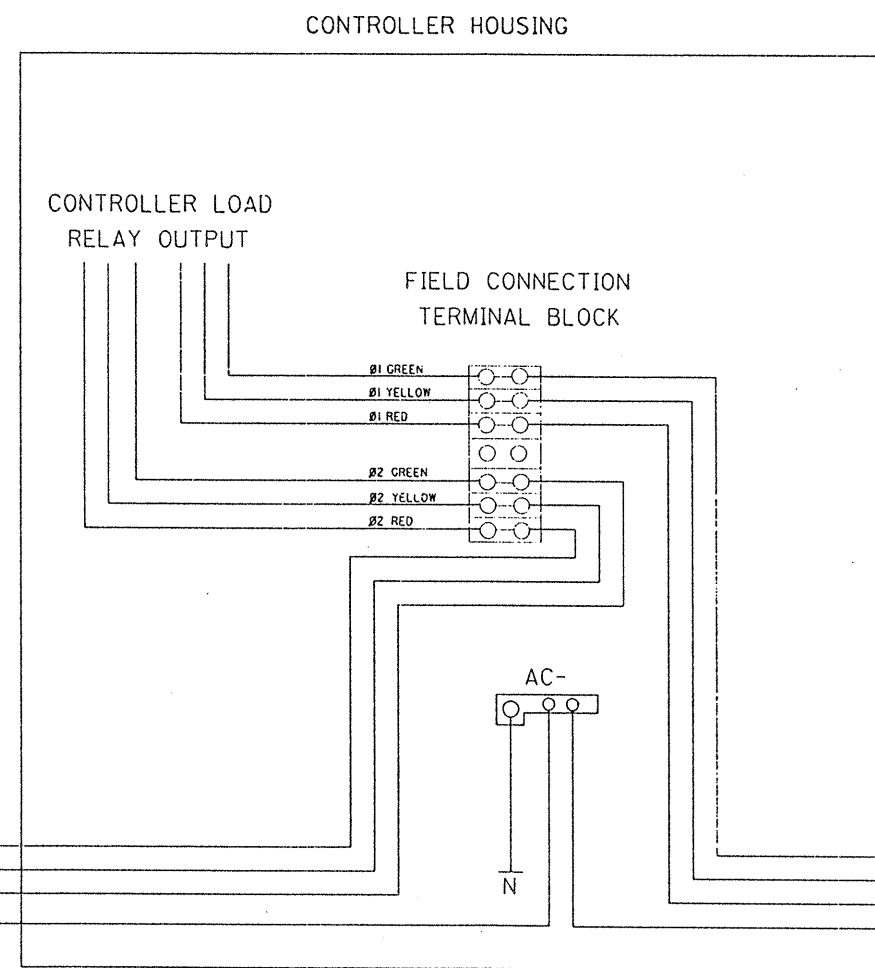 CONTROLLER HOUSING
CONTROLLER LOAD
RELAY OUTPUT
FIELD CONNECTION
TERMINAL BLOCK
Ø1 GREEN
Ø1 YELLOW
Ø1 RED
Ø2 GREEN
Ø2 YELLOW
Ø2 RED
AC-
N